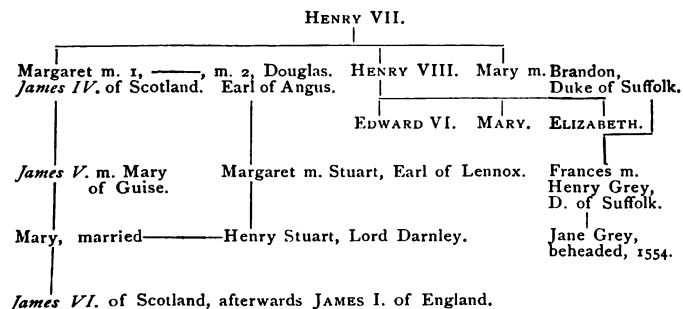 HENRY VII.
Margaret m. 1, ——, m. 2, Douglas. HENRY VIII. Mary m. Brandon,
James IV. of Scotland. Earl of Angus. Duke of Suffolk.
EDWARD VI. MARY. ELIZABETH.
James V. m. Mary Margaret m. Stuart, Earl of Lennox. Frances m.
of Guise. Henry Grey,
D. of Suffolk.
Mary, married——Henry Stuart, Lord Darnley. Jane Grey,
beheaded, 1554.
James VI. of Scotland, afterwards JAMES I. of England.